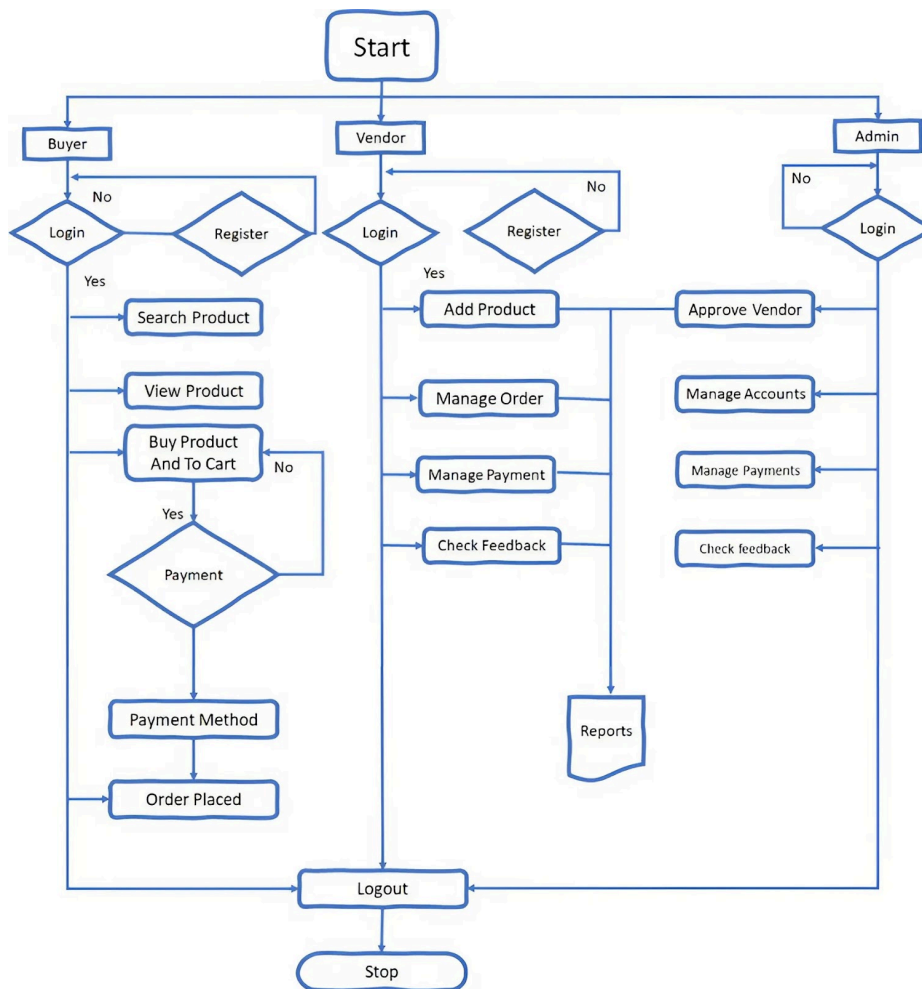 Start
Buyer
Vendor
Admin
No
No
No
Login
Register
Login
Register
Login
Yes
Yes
Search Product
Add Product
Approve Vendor
View Product
Manage Order
Manage Accounts
Buy Product
And To Cart
No
Manage Payment
Manage Payments
Yes
Check Feedback
Check feedback
Payment
Payment Method
Reports
Order Placed
Logout
Stop